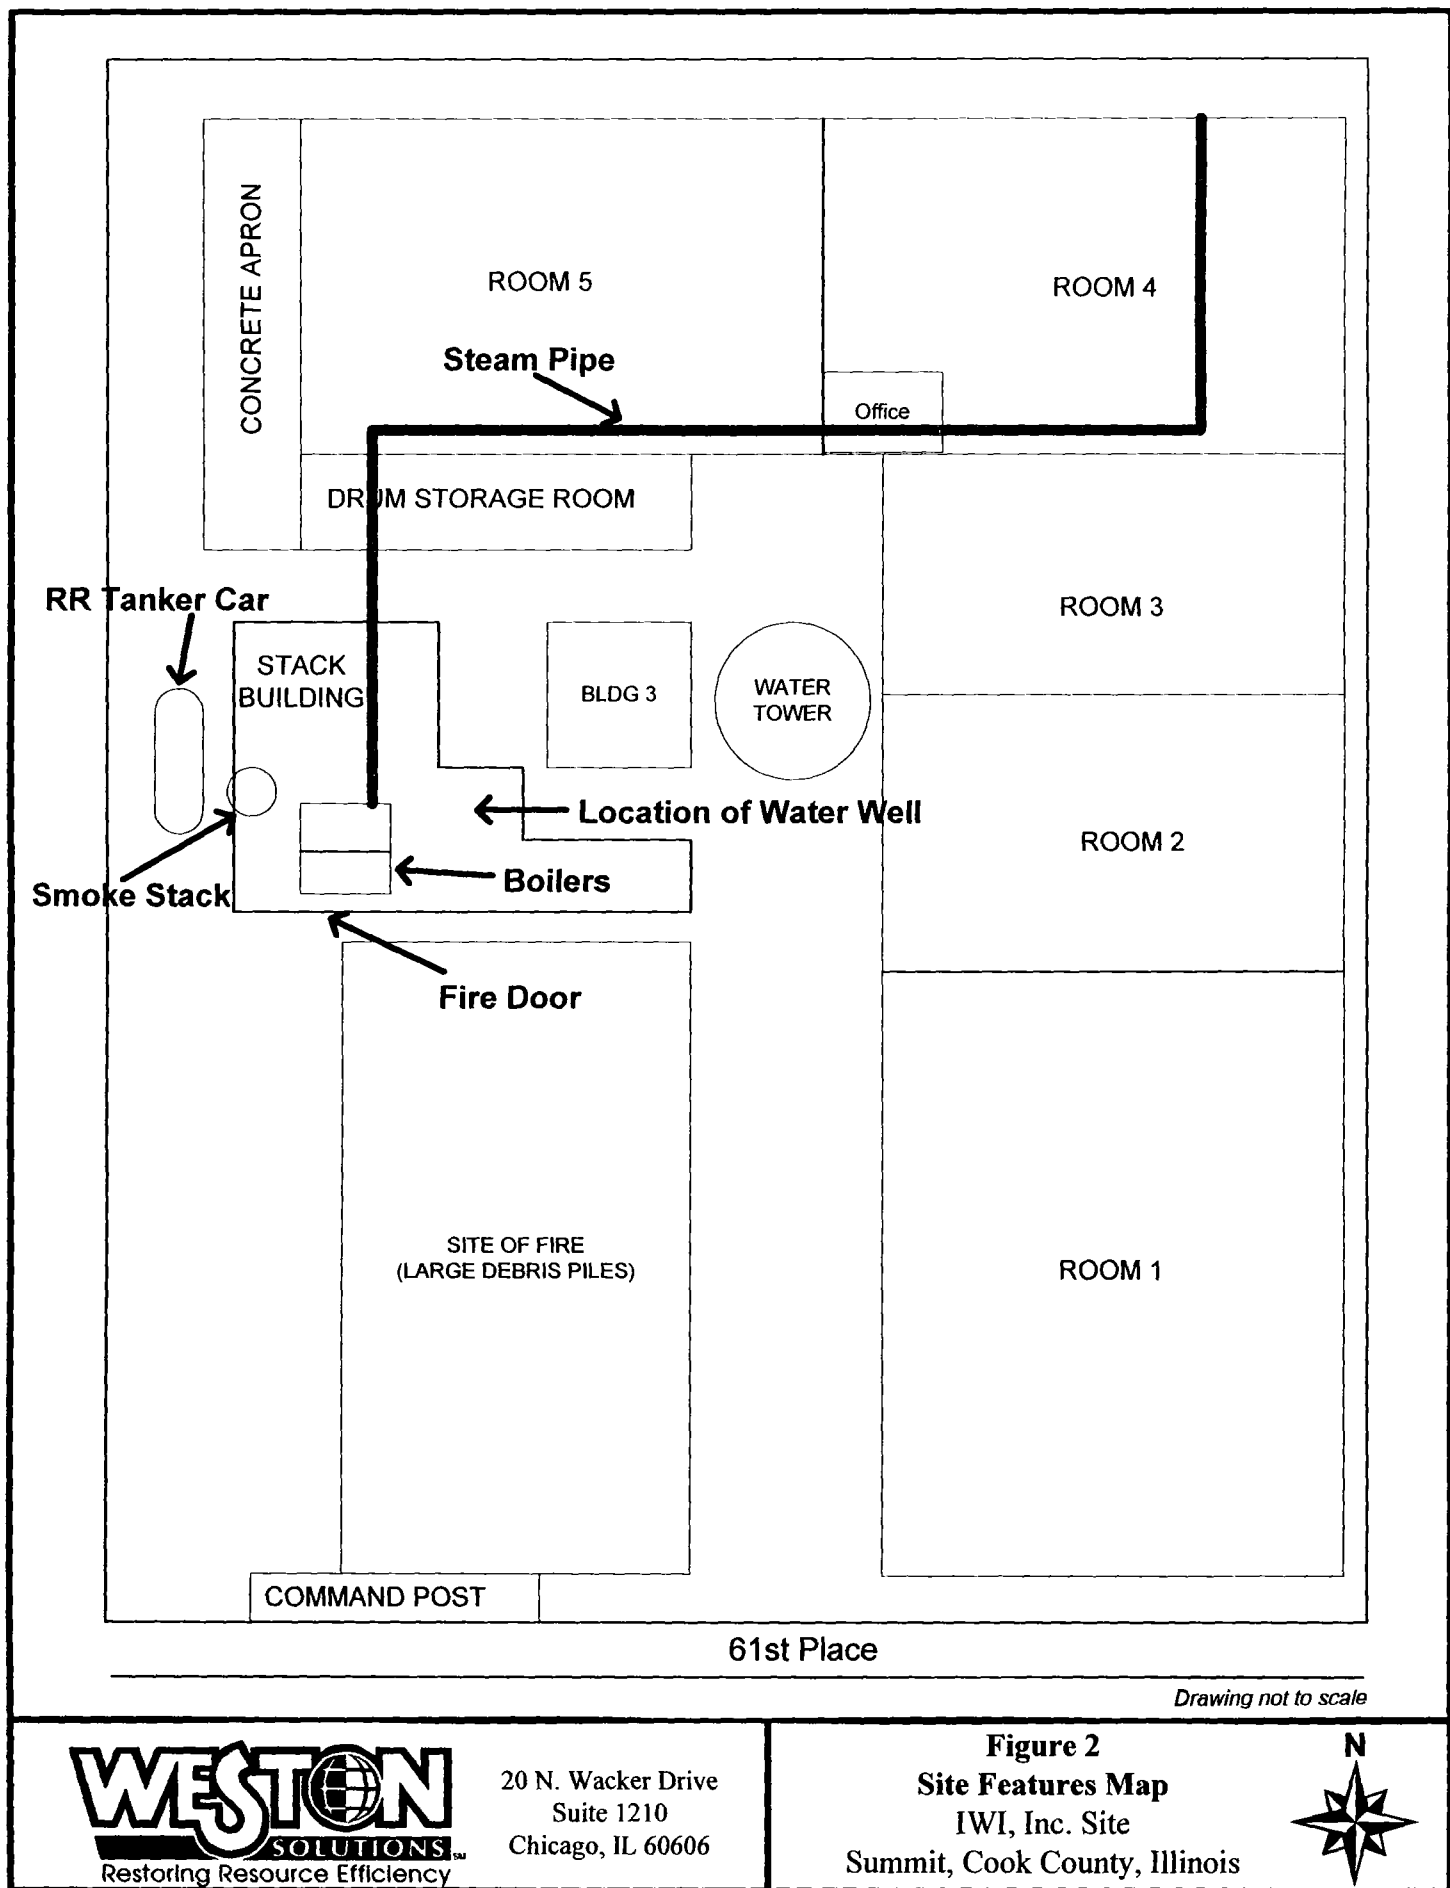 CONCRETE APRON
ROOM 5
ROOM 4
Steam Pipe
Office
DRUM STORAGE ROOM
RR Tanker Car
ROOM 3
STACK
BUILDING
BLDG 3
WATER
TOWER
Location of Water Well
ROOM 2
Boilers
Smoke Stack
Fire Door
SITE OF FIRE
(LARGE DEBRIS PILES)
ROOM 1
COMMAND POST
61st Place
Drawing not to scale
WESTON
SOLUTIONS SM
Restoring Resource Efficiency
20 N. Wacker Drive
Suite 1210
Chicago, IL 60606
Figure 2
Site Features Map
IWI, Inc. Site
Summit, Cook County, Illinois
N